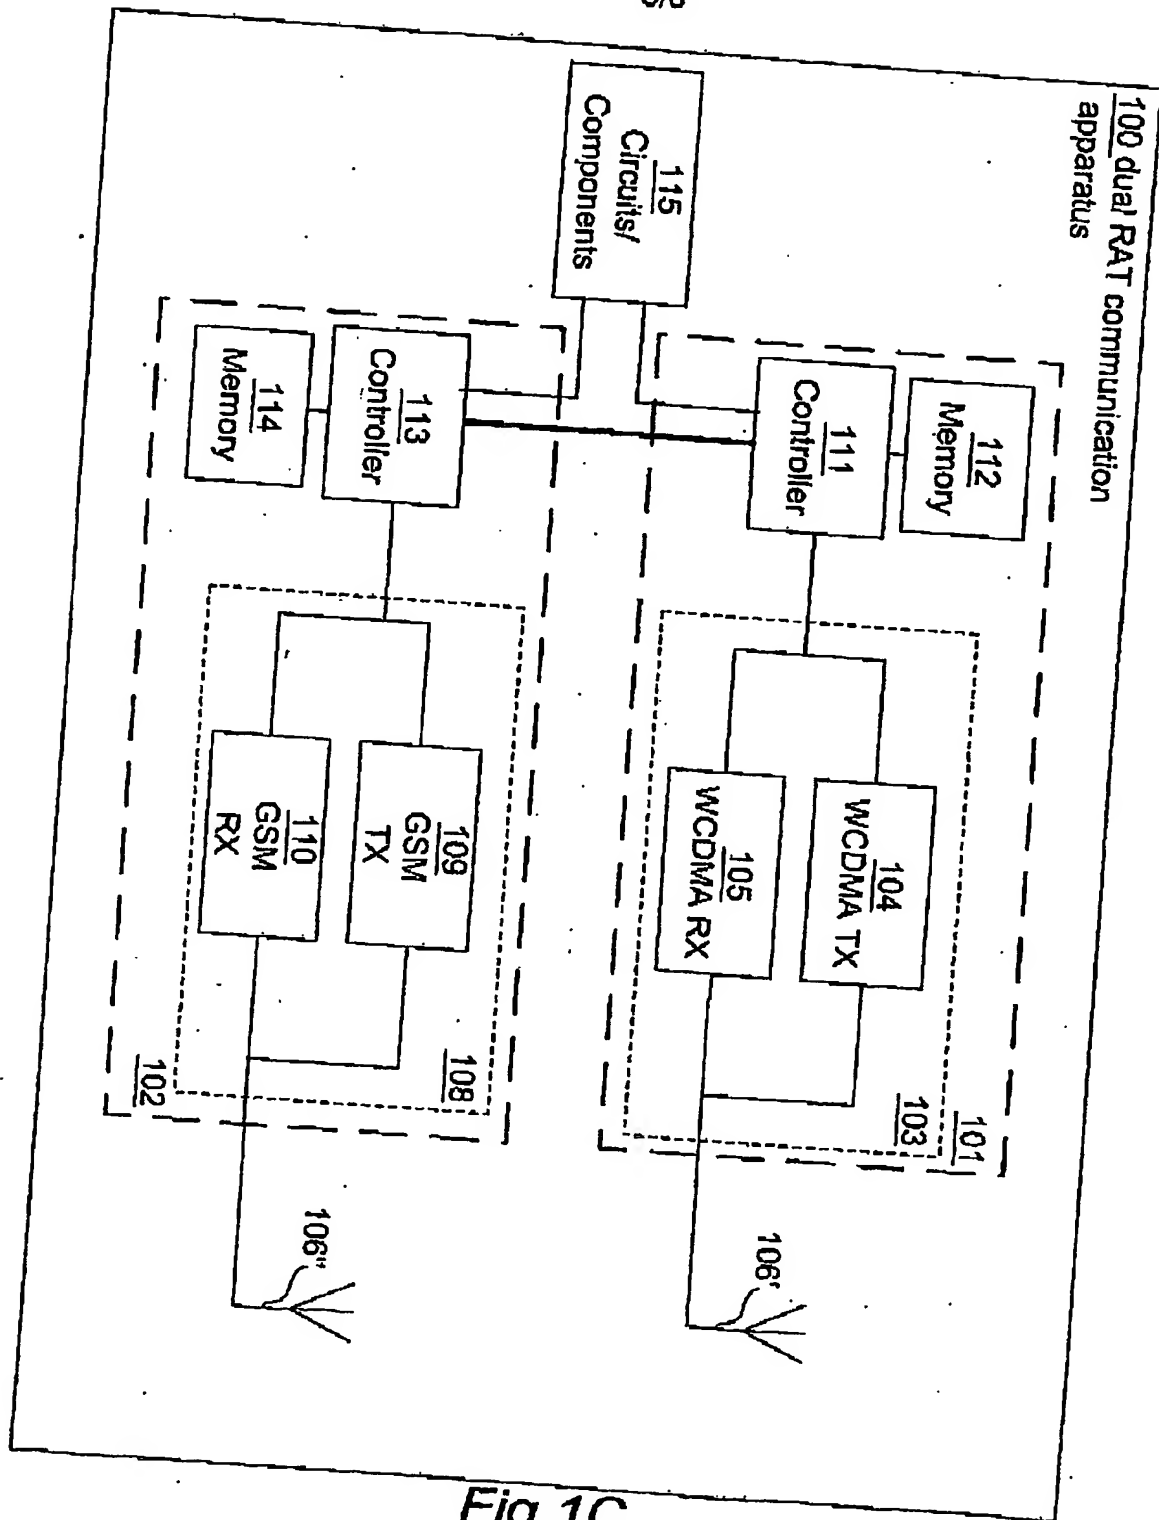 100 dual RAT communication
apparatus
112
Memory
111
Controller
104
WCDMA TX
105
WCDMA RX
103
101
106'
115
Circuits/
Components
113
Controller
114
Memory
109
GSM
TX
110
GSM
RX
108
102
106"
Fig 1C